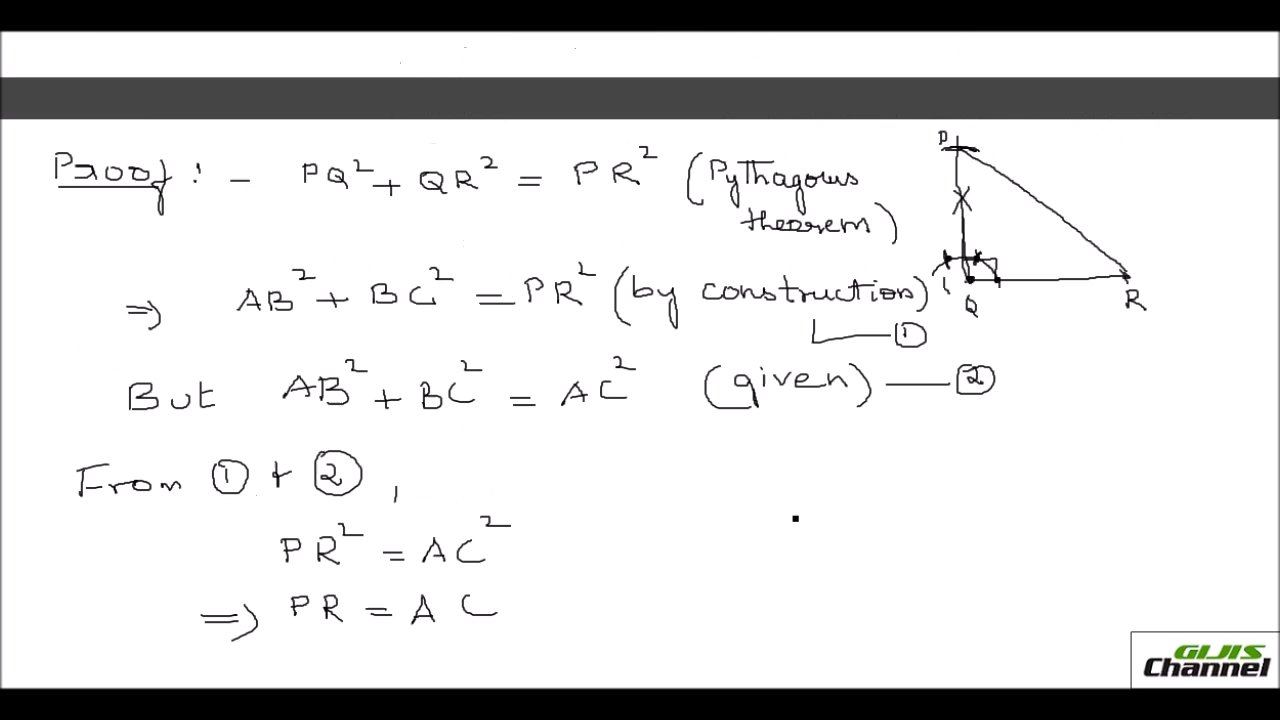 Proof :- PQ² + QR² = PR² (Pythagorus
theorem)
P
⇒ AB² + BC² = PR² (by construction)
Q
R
①
But AB² + BC² = AC² (given) — ②
From ① + ② ,
PR² = AC²
⇒ PR = AC
GIIS
Channel